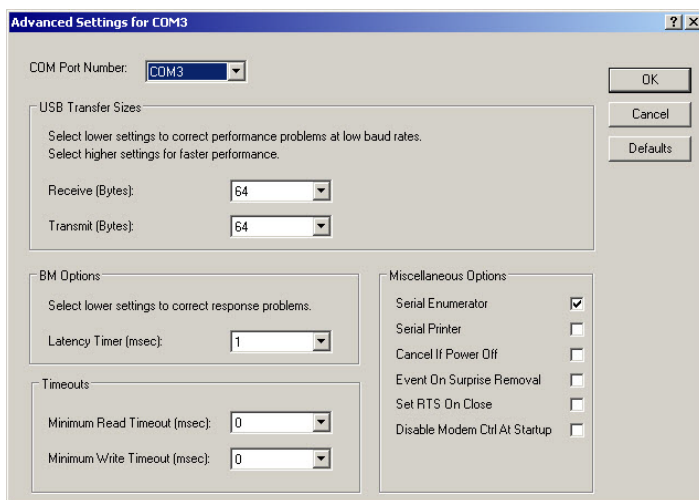 Advanced Settings for COM3
COM Port Number: COM3
OK
Cancel
Defaults
USB Transfer Sizes
Select lower settings to correct performance problems at low baud rates.
Select higher settings for faster performance.
Receive (Bytes): 64
Transmit (Bytes): 64
BM Options
Select lower settings to correct response problems.
Latency Timer (msec): 1
Timeouts
Minimum Read Timeout (msec): 0
Minimum Write Timeout (msec): 0
Miscellaneous Options
Serial Enumerator
Serial Printer
Cancel If Power Off
Event On Surprise Removal
Set RTS On Close
Disable Modem Ctrl At Startup